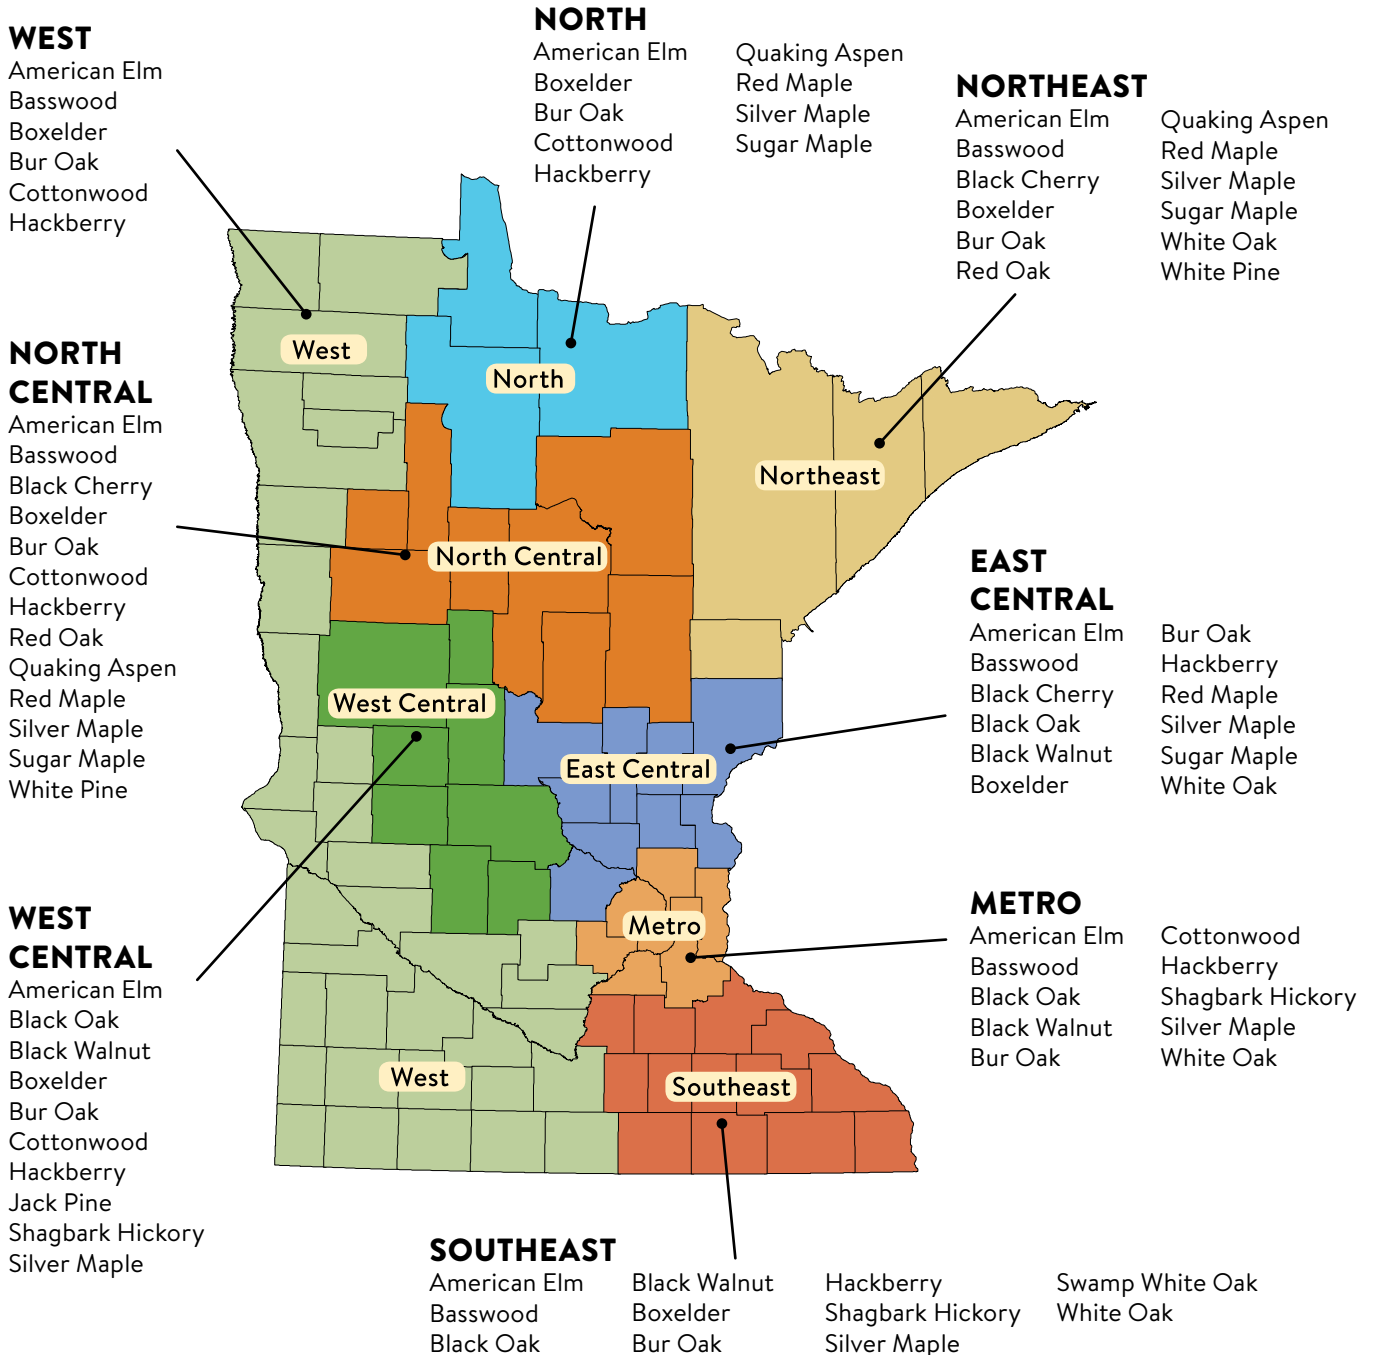 WEST
American Elm
Basswood
Boxelder
Bur Oak
Cottonwood
Hackberry
NORTH
American Elm
Boxelder
Bur Oak
Cottonwood
Hackberry
Quaking Aspen
Red Maple
Silver Maple
Sugar Maple
NORTHEAST
American Elm
Basswood
Black Cherry
Boxelder
Bur Oak
Red Oak
Quaking Aspen
Red Maple
Silver Maple
Sugar Maple
White Oak
White Pine
NORTH
CENTRAL
American Elm
Basswood
Black Cherry
Boxelder
Bur Oak
Cottonwood
Hackberry
Red Oak
Quaking Aspen
Red Maple
Silver Maple
Sugar Maple
White Pine
West
North
Northeast
North Central
West Central
East Central
Metro
West
Southeast
EAST
CENTRAL
American Elm
Basswood
Black Cherry
Black Oak
Black Walnut
Boxelder
Bur Oak
Hackberry
Red Maple
Silver Maple
Sugar Maple
White Oak
WEST
CENTRAL
American Elm
Black Oak
Black Walnut
Boxelder
Bur Oak
Cottonwood
Hackberry
Jack Pine
Shagbark Hickory
Silver Maple
METRO
American Elm
Basswood
Black Oak
Black Walnut
Bur Oak
Cottonwood
Hackberry
Shagbark Hickory
Silver Maple
White Oak
SOUTHEAST
American Elm
Basswood
Black Oak
Black Walnut
Boxelder
Bur Oak
Hackberry
Shagbark Hickory
Silver Maple
Swamp White Oak
White Oak